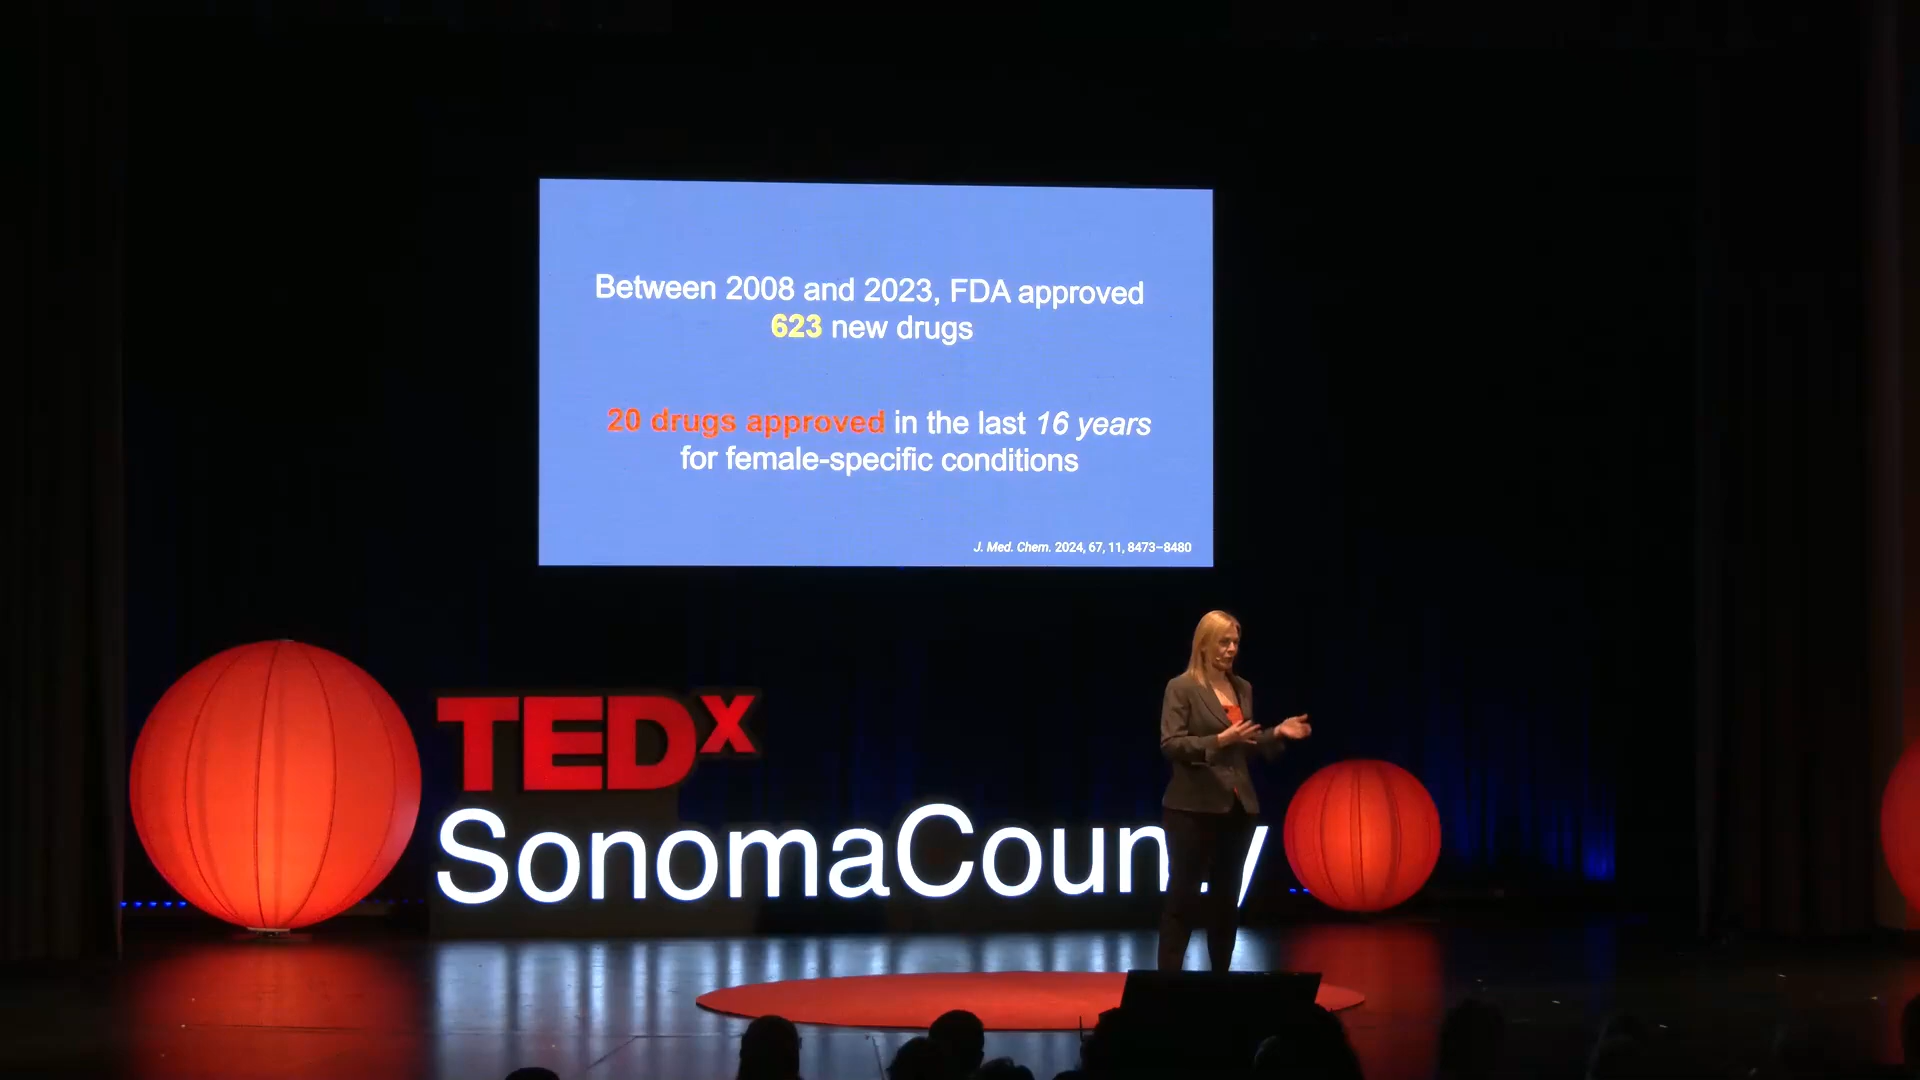 Between 2008 and 2023, FDA approved
623 new drugs
20 drugs approved in the last 16 years
for female-specific conditions
J. Med. Chem. 2024, 67, 11, 8473–8480
TEDx
SonomaCounty